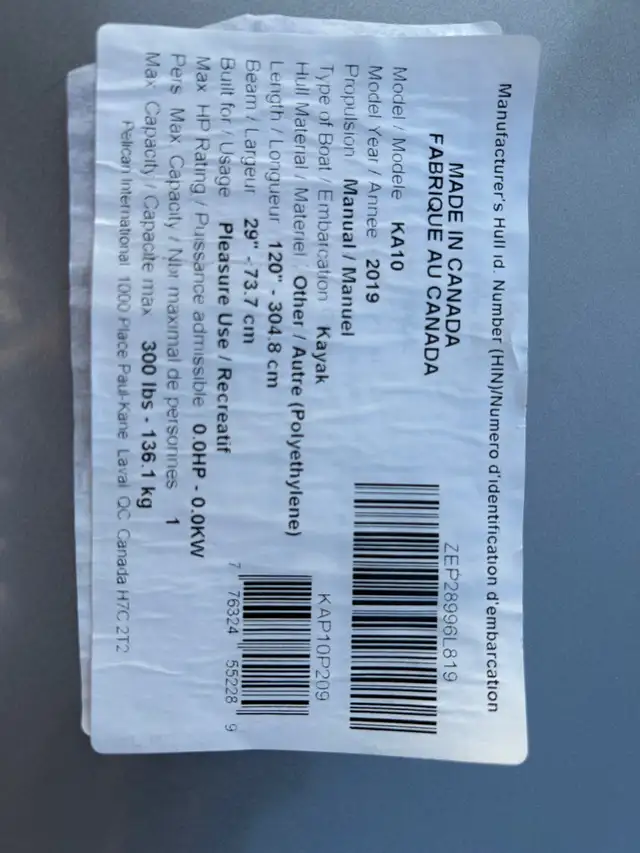 Manufacturer's Hull id. Number (HIN)/Numero d'identification d'embarcation
MADE IN CANADA
FABRIQUE AU CANADA
ZEP28996L819
Model / Modele KA10
Model Year / Annee 2019
Propulsion Manual / Manuel
Type of Boat / Embarcation Kayak
Hull Material / Materiel Other / Autre (Polyethylene)
Length / Longueur 120" - 304.8 cm
Beam / Largeur 29" - 73.7 cm
Built for / Usage Pleasure Use / Recreatif
Max HP Rating / Puissance admissible 0.0HP - 0.0KW
Pers Max Capacity / Nbr maximal de personnes 1
Max Capacity / Capacite max 300 lbs - 136.1 kg
KAP10P209
7 76324 55228 9
Pelican international 1000 Place Paul-Kane Laval QC Canada H7C 2T2